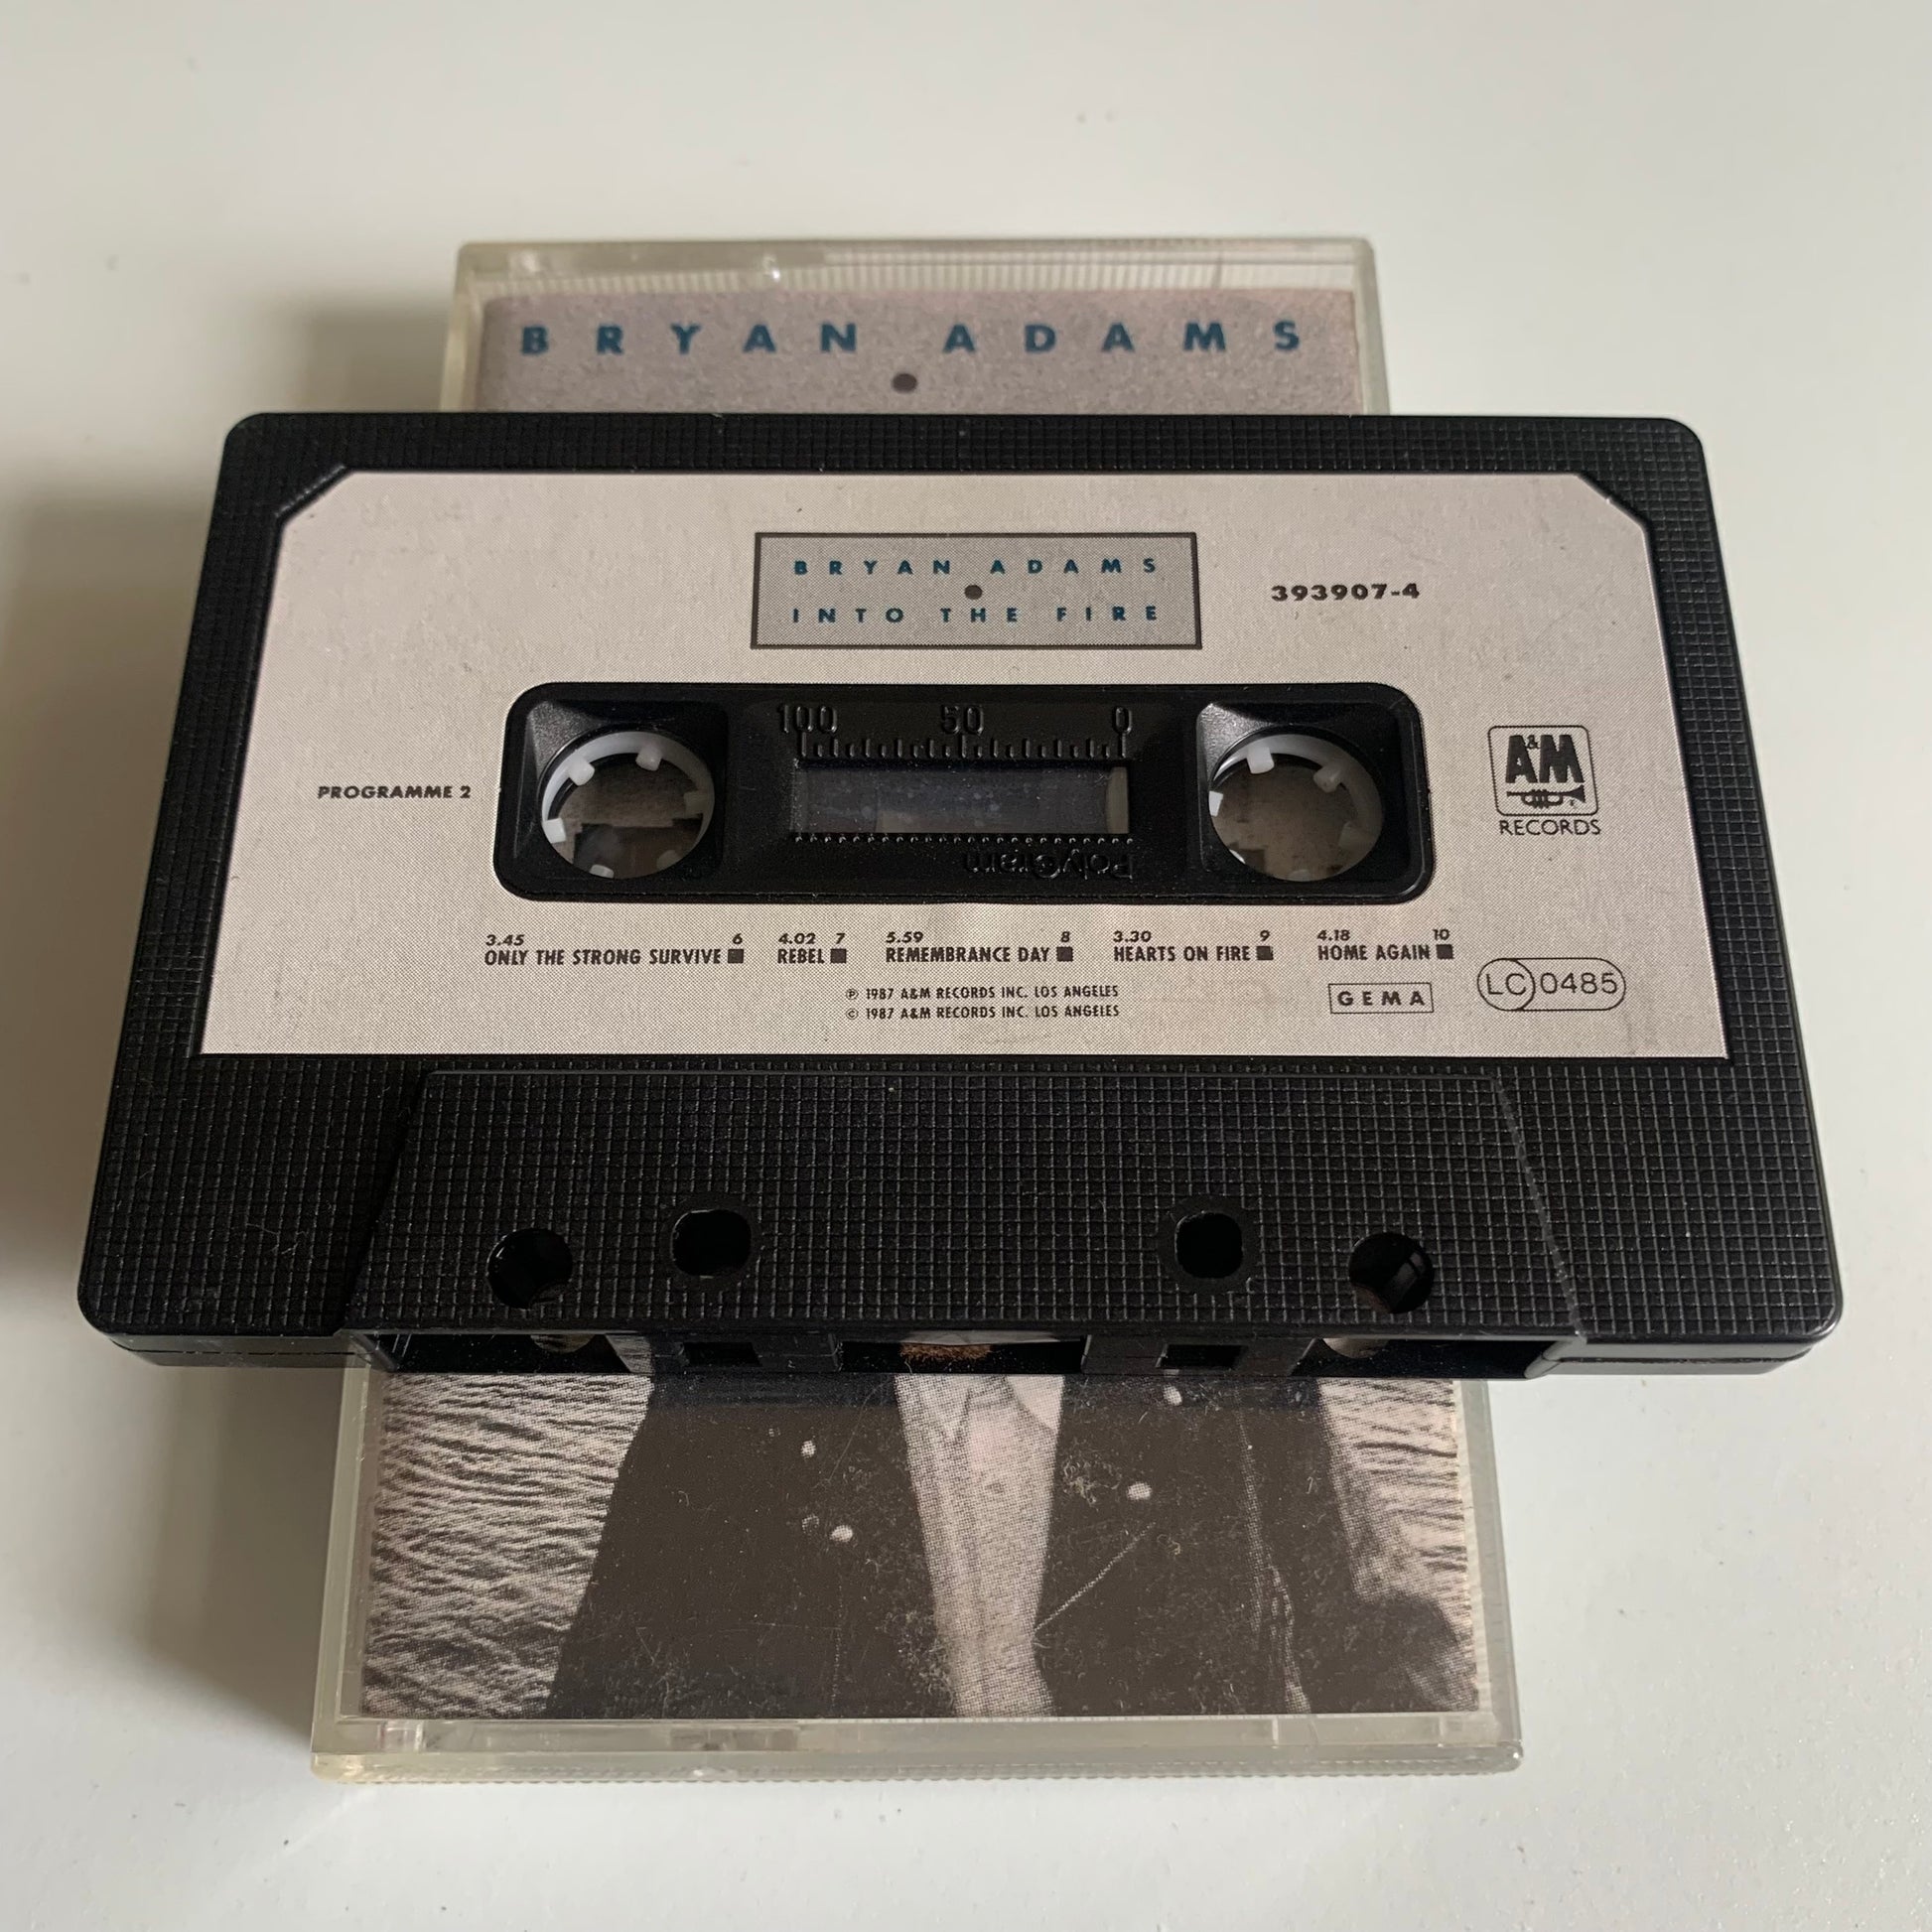 BRYAN ADAMS
BRYAN ADAMS
INTO THE FIRE
393907-4
100 50 0
PROGRAMME 2
A&M
RECORDS
PolyGram
3.45 6 4.02 7 5.59 8 3.30 9 4.18 10
ONLY THE STRONG SURVIVE REBEL REMEMBRANCE DAY HEARTS ON FIRE HOME AGAIN
℗ 1987 A&M RECORDS INC. LOS ANGELES
© 1987 A&M RECORDS INC. LOS ANGELES
GEMA
LC 0485